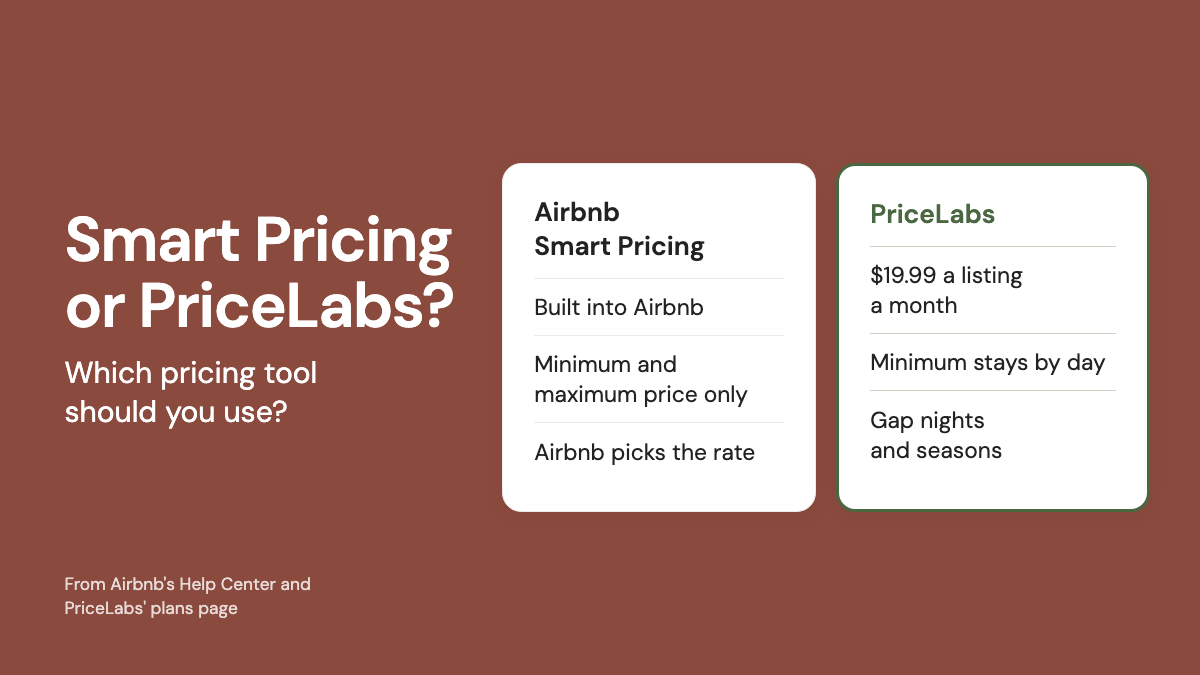 Smart Pricing
or PriceLabs?
Which pricing tool
should you use?
From Airbnb's Help Center and
PriceLabs' plans page
Airbnb
Smart Pricing
Built into Airbnb
Minimum and
maximum price only
Airbnb picks the rate
PriceLabs
$19.99 a listing
a month
Minimum stays by day
Gap nights
and seasons